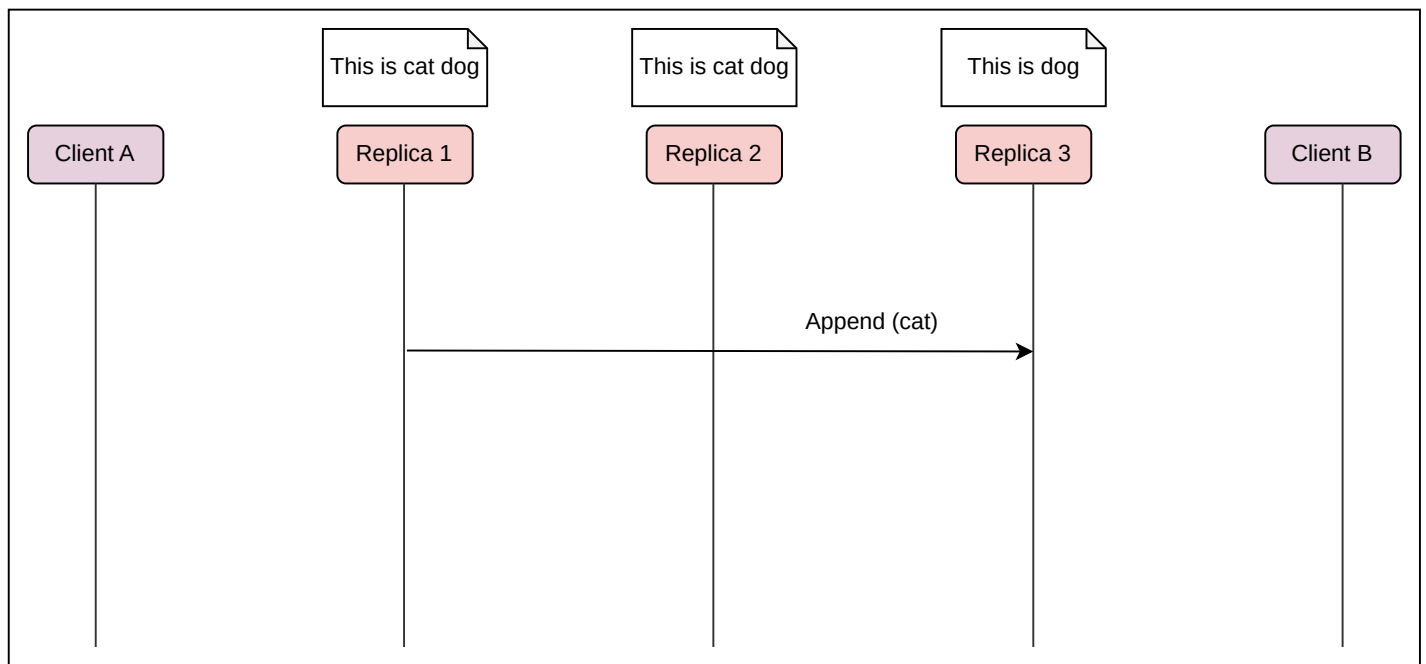 This is cat dog
This is cat dog
This is dog
Client A
Replica 1
Replica 2
Replica 3
Client B
Append (cat)